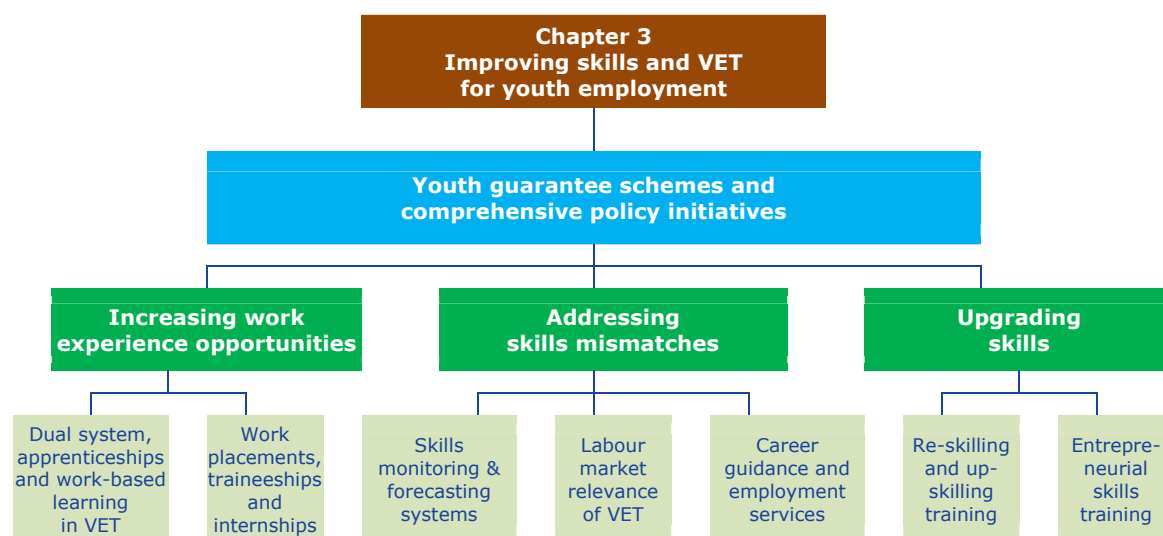 Chapter 3
Improving skills and VET
for youth employment
Youth guarantee schemes and
comprehensive policy initiatives
Increasing work
experience opportunities
Addressing
skills mismatches
Upgrading
skills
Dual system,
apprenticeships
and work-based
learning
in VET
Work
placements,
traineeships
and
internships
Skills
monitoring &
forecasting
systems
Labour
market
relevance
of VET
Career
guidance and
employment
services
Re-skilling
and up-
skilling
training
Entrepre-
neurial
skills
training